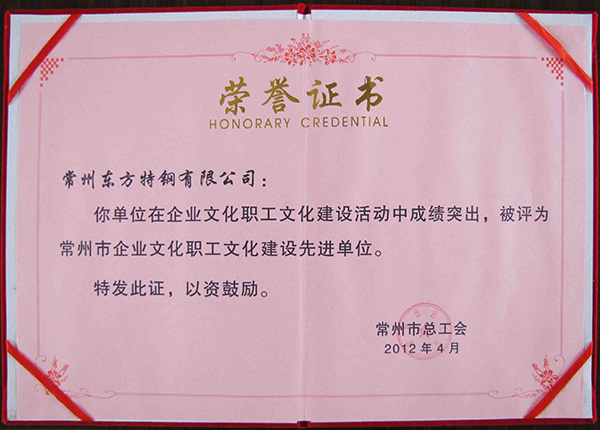 荣誉证书
HONORARY CREDENTIAL
常州东方特钢有限公司：
你单位在企业文化职工文化建设活动中成绩突出，被评为
常州市企业文化职工文化建设先进单位。
特发此证，以资鼓励。
常州市总工会
2012年4月